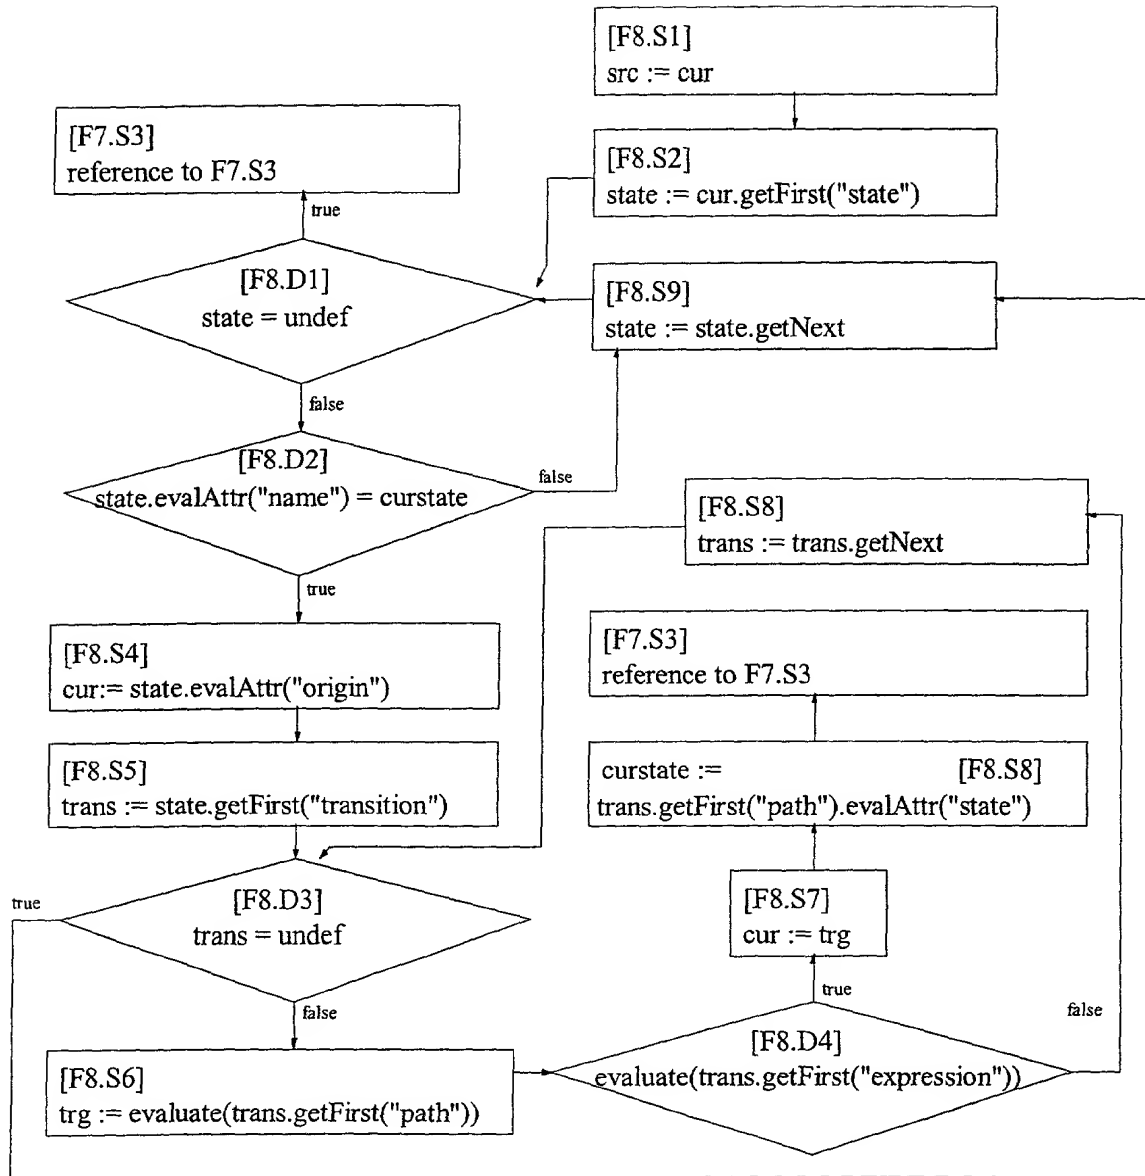 [F8.S1]
src := cur
[F7.S3]
reference to F7.S3
[F8.S2]
state := cur.getFirst("state")
true
[F8.D1]
state = undef
[F8.S9]
state := state.getNext
false
[F8.D2]
state.evalAttr("name") = curstate
false
[F8.S8]
trans := trans.getNext
true
[F8.S4]
cur:= state.evalAttr("origin")
[F7.S3]
reference to F7.S3
[F8.S5]
trans := state.getFirst("transition")
curstate := [F8.S8]
trans.getFirst("path").evalAttr("state")
true
[F8.D3]
trans = undef
[F8.S7]
cur := trg
true
false
false
[F8.D4]
evaluate(trans.getFirst("expression"))
[F8.S6]
trg := evaluate(trans.getFirst("path"))